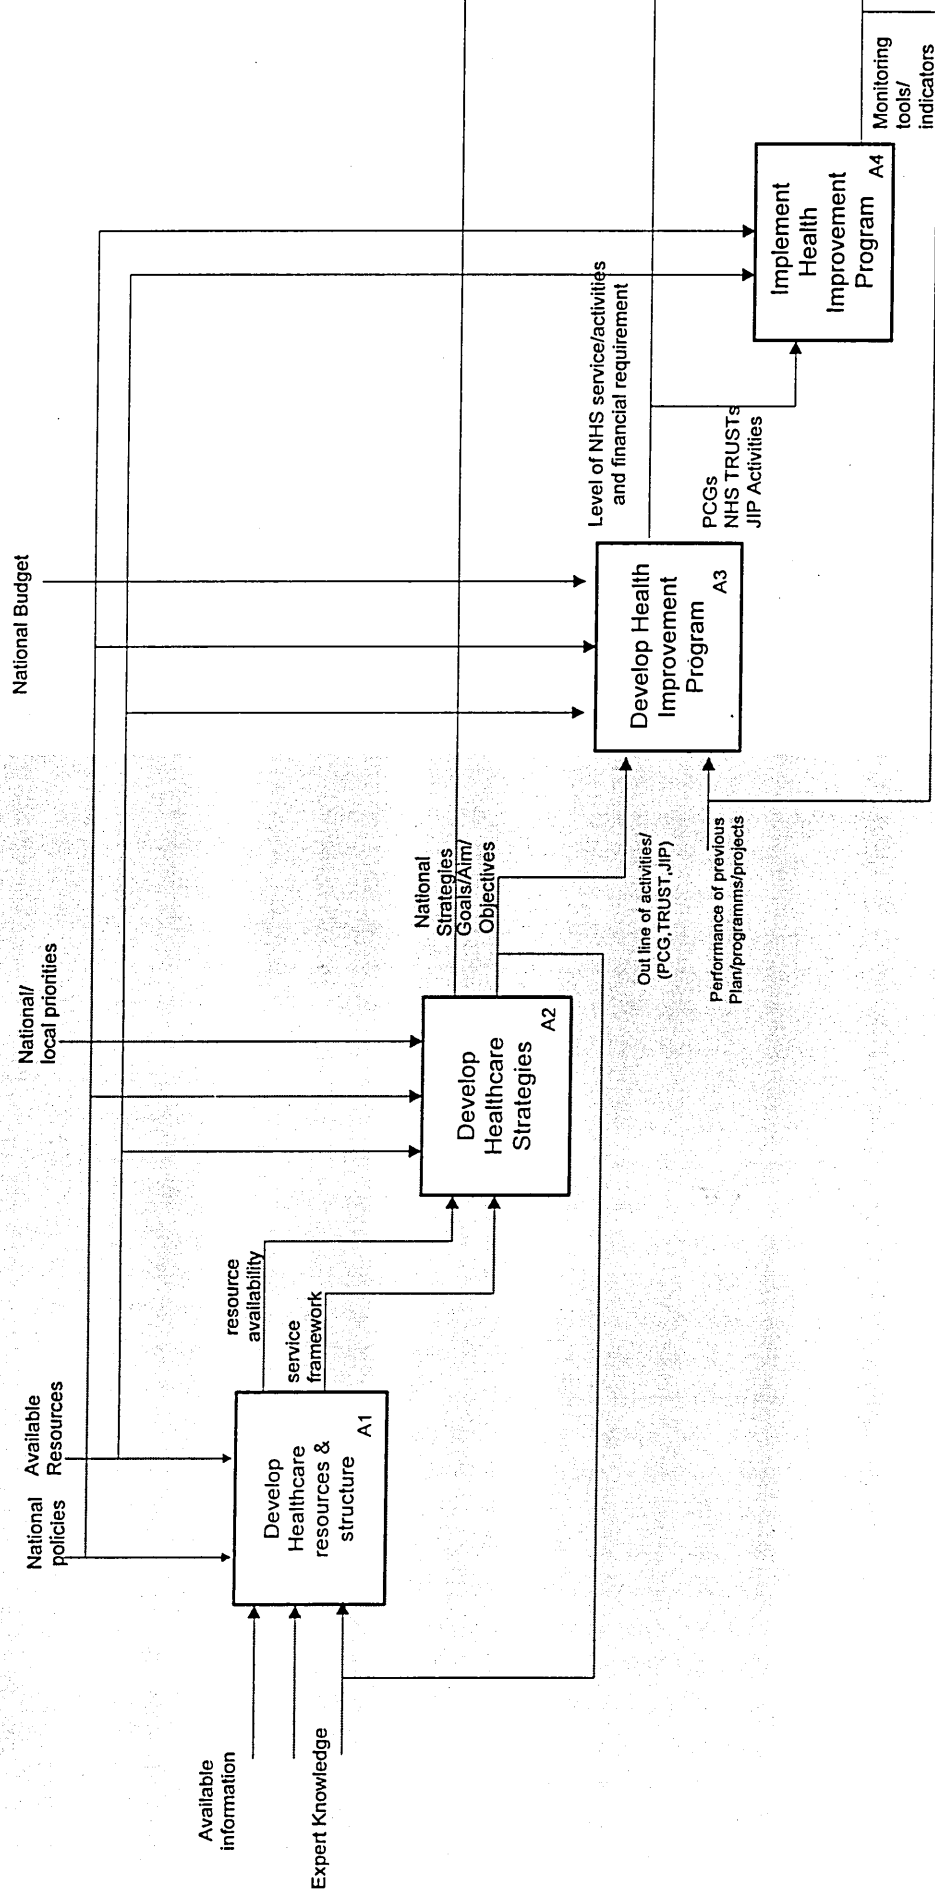 National
policies
Available
Resources
National/
local priorities
National Budget
Available
information
Expert Knowledge
Develop
Healthcare
resources &
structure
A1
resource
availability
service
framework
Develop
Healthcare
Strategies
A2
National
Strategies
Goals/Aim/
Objectives
Out line of activities/
(PCG,TRUST,JIP)
Performance of previous
Plan/programms/projects
Develop Health
Improvement
Program
A3
Level of NHS service/activities
and financial requirement
PCGs
NHS TRUSTs
JIP Activities
Implement
Health
Improvement
Program
A4
Monitoring
tools/
indicators